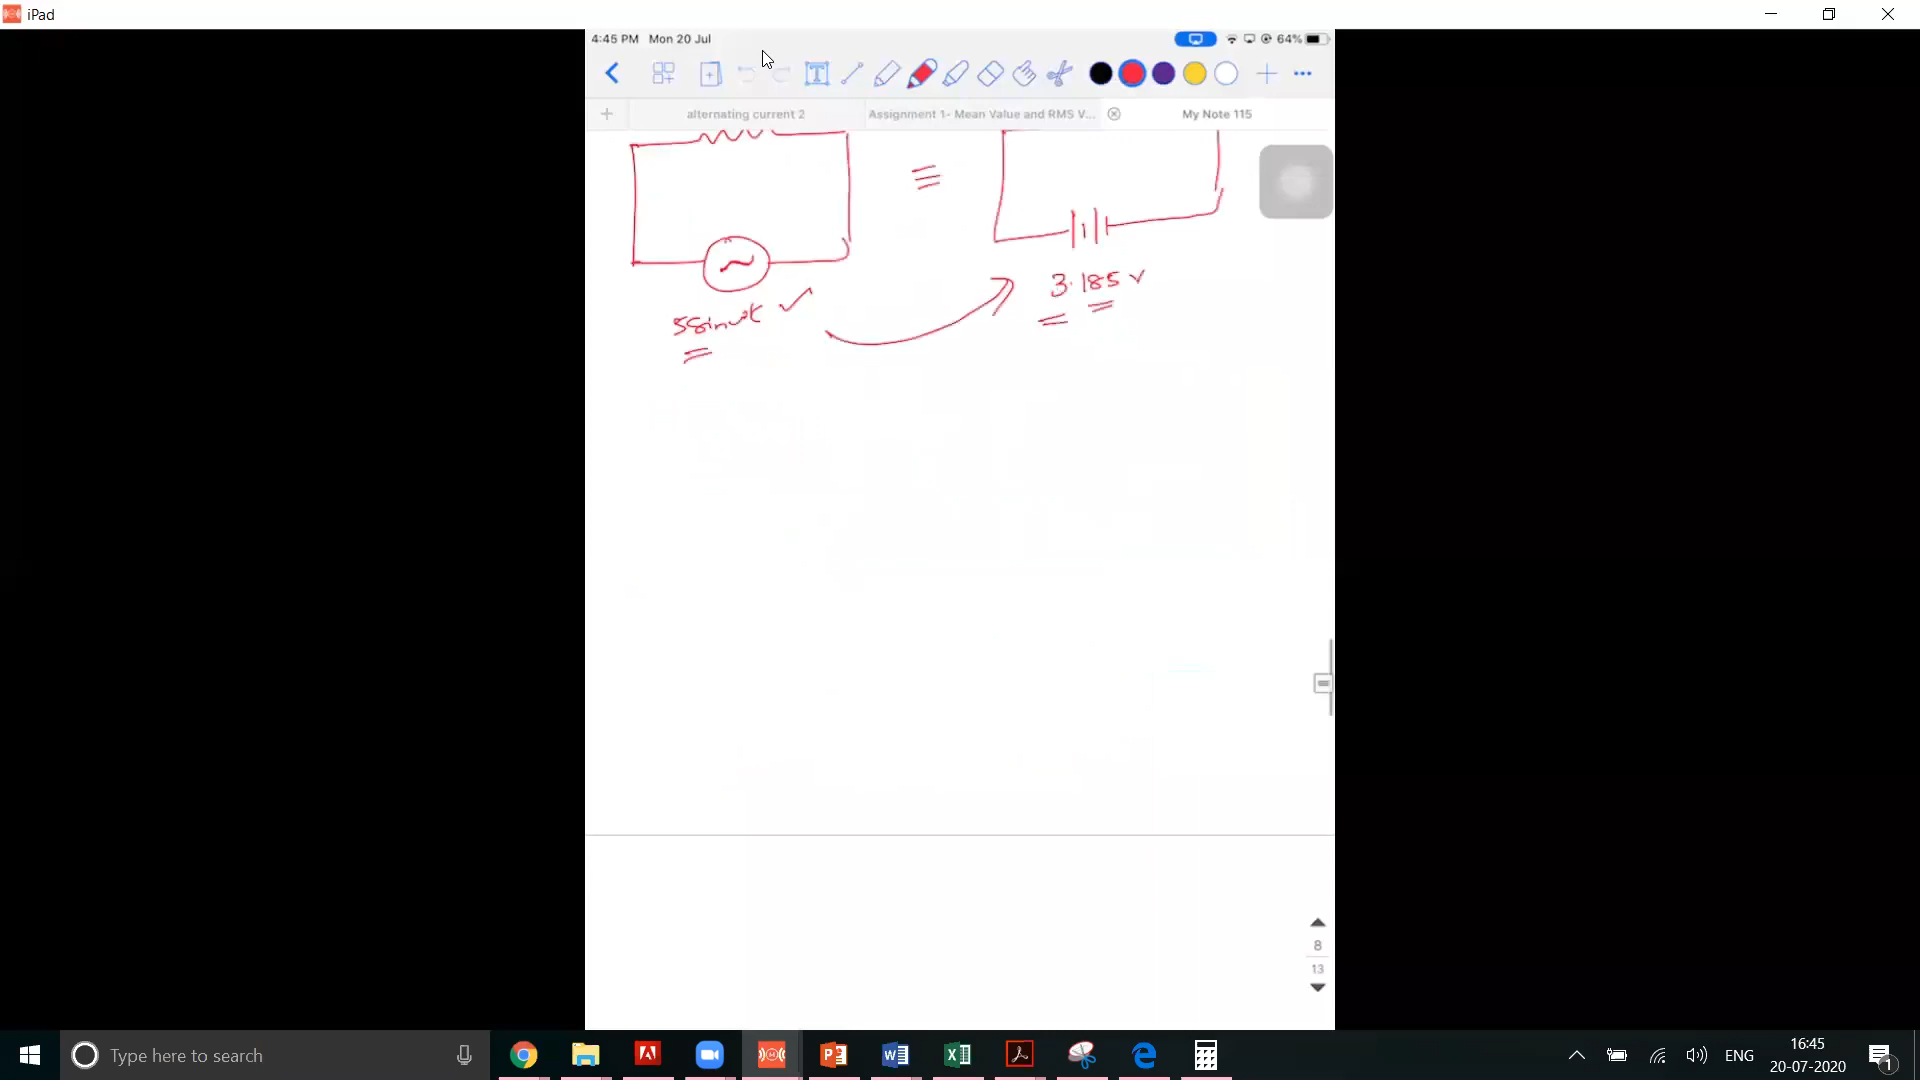 iPad
4:45 PM Mon 20 Jul
64%
T
alternating current 2
Assignment 1- Mean Value and RMS V...
My Note 115
≡
3.185 V
5Sinωt ✓
8
13
Type here to search
ENG
16:45
20-07-2020
1